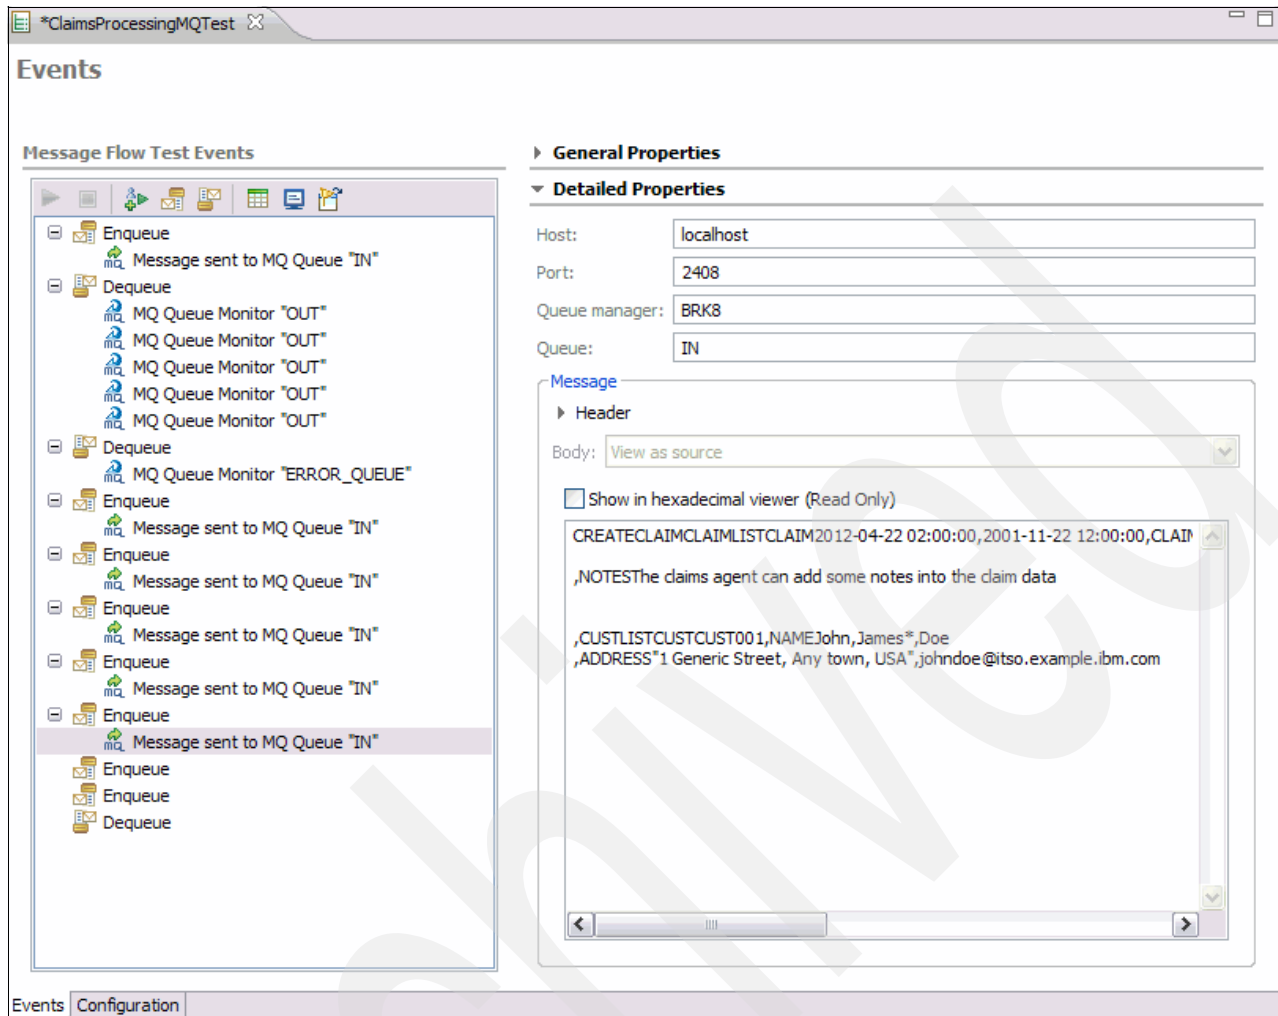 *ClaimsProcessingMQTest
Events
Message Flow Test Events
Enqueue
Message sent to MQ Queue "IN"
Dequeue
MQ Queue Monitor "OUT"
MQ Queue Monitor "OUT"
MQ Queue Monitor "OUT"
MQ Queue Monitor "OUT"
MQ Queue Monitor "OUT"
Dequeue
MQ Queue Monitor "ERROR_QUEUE"
Enqueue
Message sent to MQ Queue "IN"
Enqueue
Message sent to MQ Queue "IN"
Enqueue
Message sent to MQ Queue "IN"
Enqueue
Message sent to MQ Queue "IN"
Enqueue
Message sent to MQ Queue "IN"
Enqueue
Enqueue
Dequeue
General Properties
Detailed Properties
Host: localhost
Port: 2408
Queue manager: BRK8
Queue: IN
Message
Header
Body: View as source
Show in hexadecimal viewer (Read Only)
CREATECLAIMCLAIMLISTCLAIM2012-04-22 02:00:00,2001-11-22 12:00:00,CLAIM
,NOTESThe claims agent can add some notes into the claim data
,CUSTLISTCUSTCUST001,NAMEJohn,James*,Doe
,ADDRESS"1 Generic Street, Any town, USA",johndoe@itso.example.ibm.com
Events Configuration